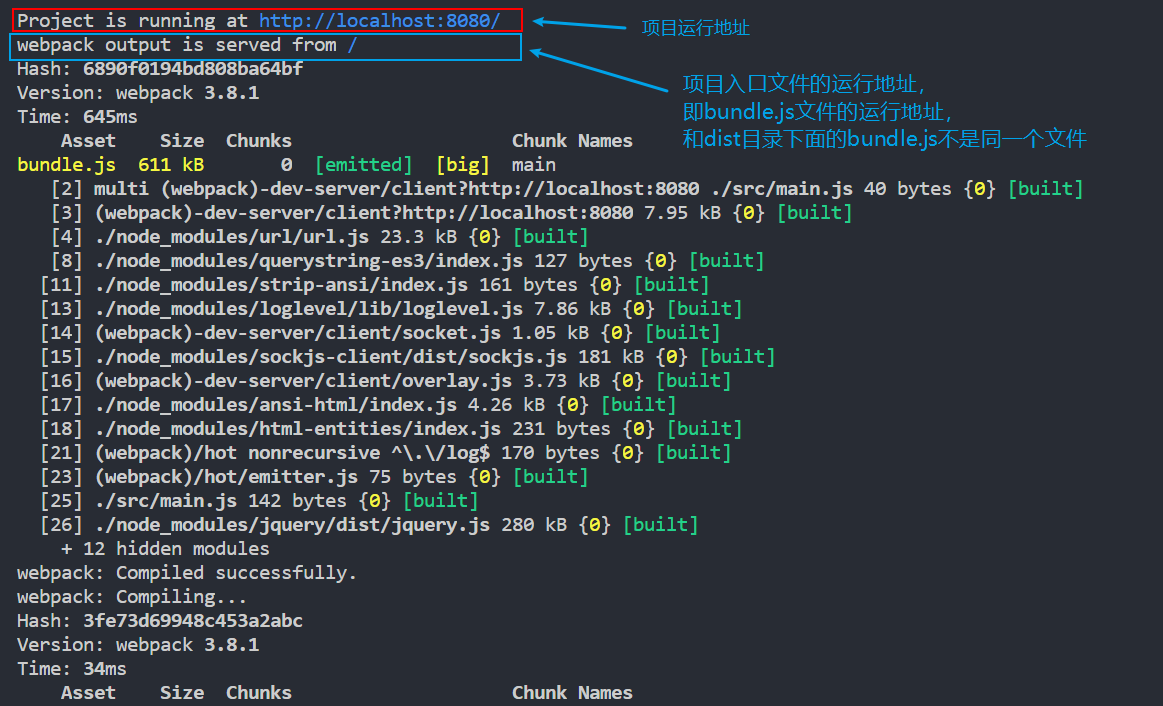 Project is running at http://localhost:8080/
项目运行地址
webpack output is served from /
项目入口文件的运行地址,
即bundle.js文件的运行地址,
和dist目录下面的bundle.js不是同一个文件
Hash: 6890f0194bd808ba64bf
Version: webpack 3.8.1
Time: 645ms
Asset Size Chunks Chunk Names
bundle.js 611 kB 0 [emitted] [big] main
[2] multi (webpack)-dev-server/client?http://localhost:8080 ./src/main.js 40 bytes {0} [built]
[3] (webpack)-dev-server/client?http://localhost:8080 7.95 kB {0} [built]
[4] ./node_modules/url/url.js 23.3 kB {0} [built]
[8] ./node_modules/querystring-es3/index.js 127 bytes {0} [built]
[11] ./node_modules/strip-ansi/index.js 161 bytes {0} [built]
[13] ./node_modules/loglevel/lib/loglevel.js 7.86 kB {0} [built]
[14] (webpack)-dev-server/client/socket.js 1.05 kB {0} [built]
[15] ./node_modules/sockjs-client/dist/sockjs.js 181 kB {0} [built]
[16] (webpack)-dev-server/client/overlay.js 3.73 kB {0} [built]
[17] ./node_modules/ansi-html/index.js 4.26 kB {0} [built]
[18] ./node_modules/html-entities/index.js 231 bytes {0} [built]
[21] (webpack)/hot nonrecursive ^\.\/log$ 170 bytes {0} [built]
[23] (webpack)/hot/emitter.js 75 bytes {0} [built]
[25] ./src/main.js 142 bytes {0} [built]
[26] ./node_modules/jquery/dist/jquery.js 280 kB {0} [built]
+ 12 hidden modules
webpack: Compiled successfully.
webpack: Compiling...
Hash: 3fe73d69948c453a2abc
Version: webpack 3.8.1
Time: 34ms
Asset Size Chunks Chunk Names